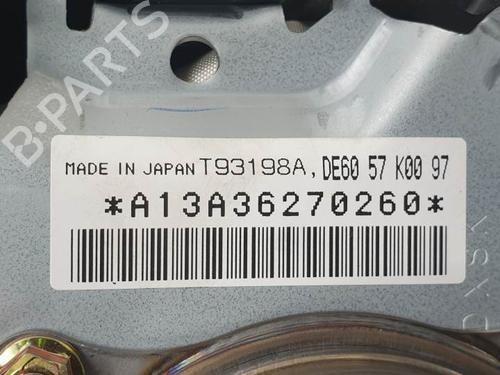 B-PARTS
MADE IN JAPAN T93198A, DE60 57 K00 97
*A13A36270260*